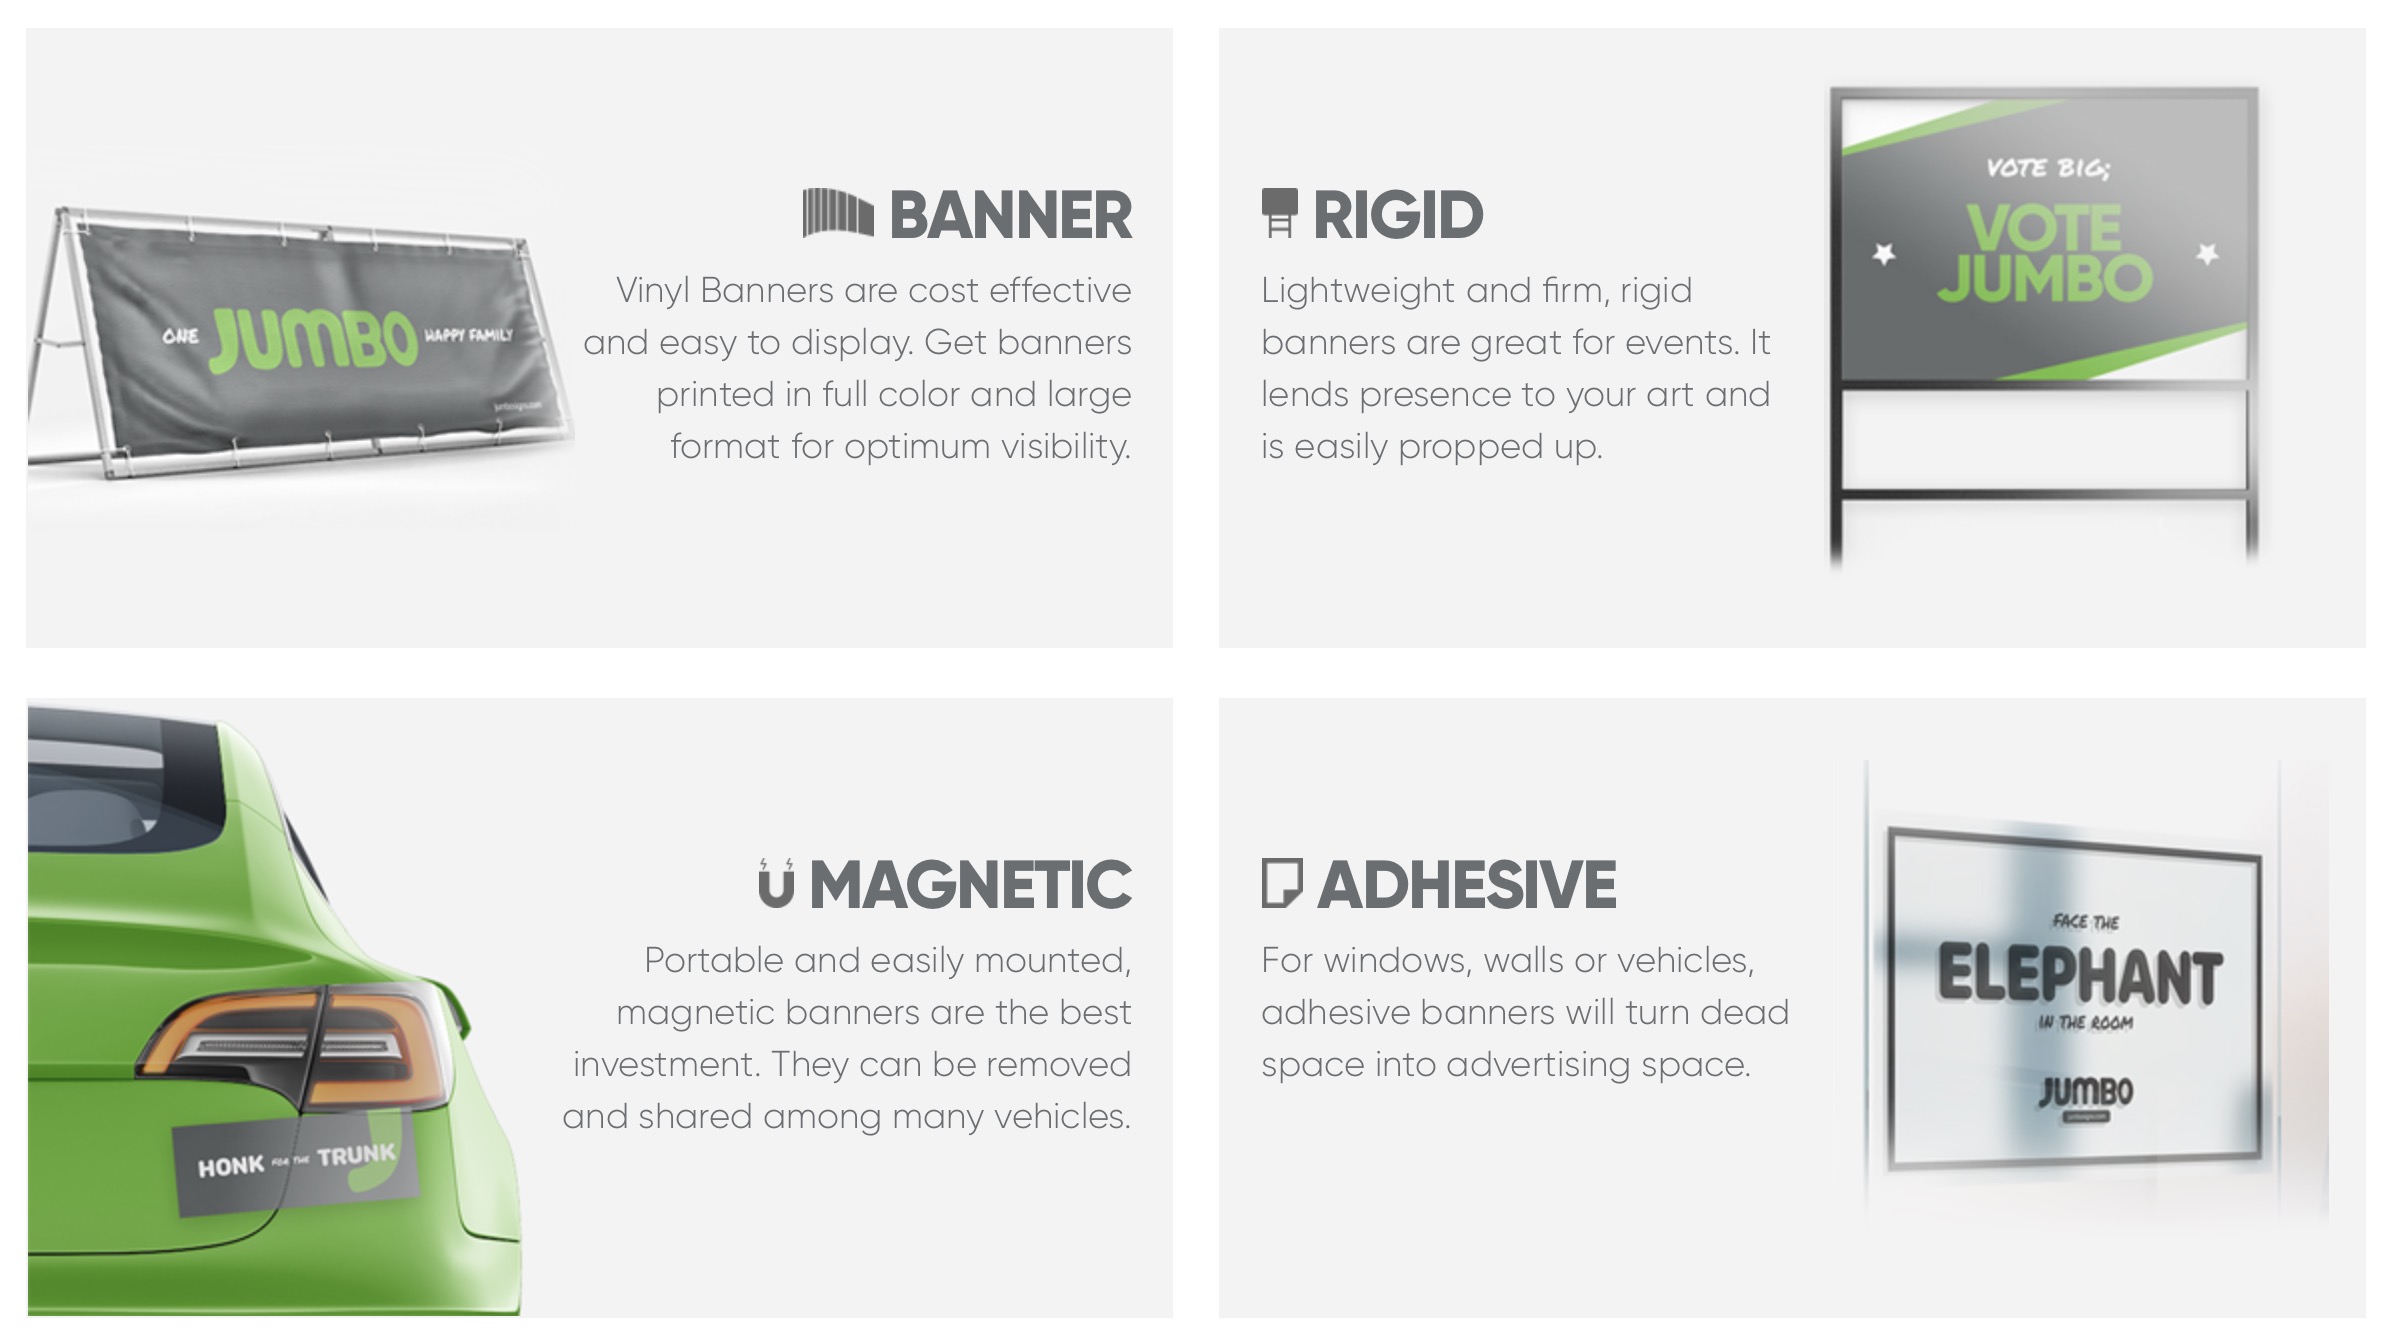 ONE JUMBO HAPPY FAMILY
BANNER
Vinyl Banners are cost effective
and easy to display. Get banners
printed in full color and large
format for optimum visibility.
RIGID
Lightweight and firm, rigid
banners are great for events. It
lends presence to your art and
is easily propped up.
VOTE BIG;
VOTE
JUMBO
HONK FOR THE TRUNK
MAGNETIC
Portable and easily mounted,
magnetic banners are the best
investment. They can be removed
and shared among many vehicles.
ADHESIVE
For windows, walls or vehicles,
adhesive banners will turn dead
space into advertising space.
FACE THE
ELEPHANT
IN THE ROOM
JUMBO